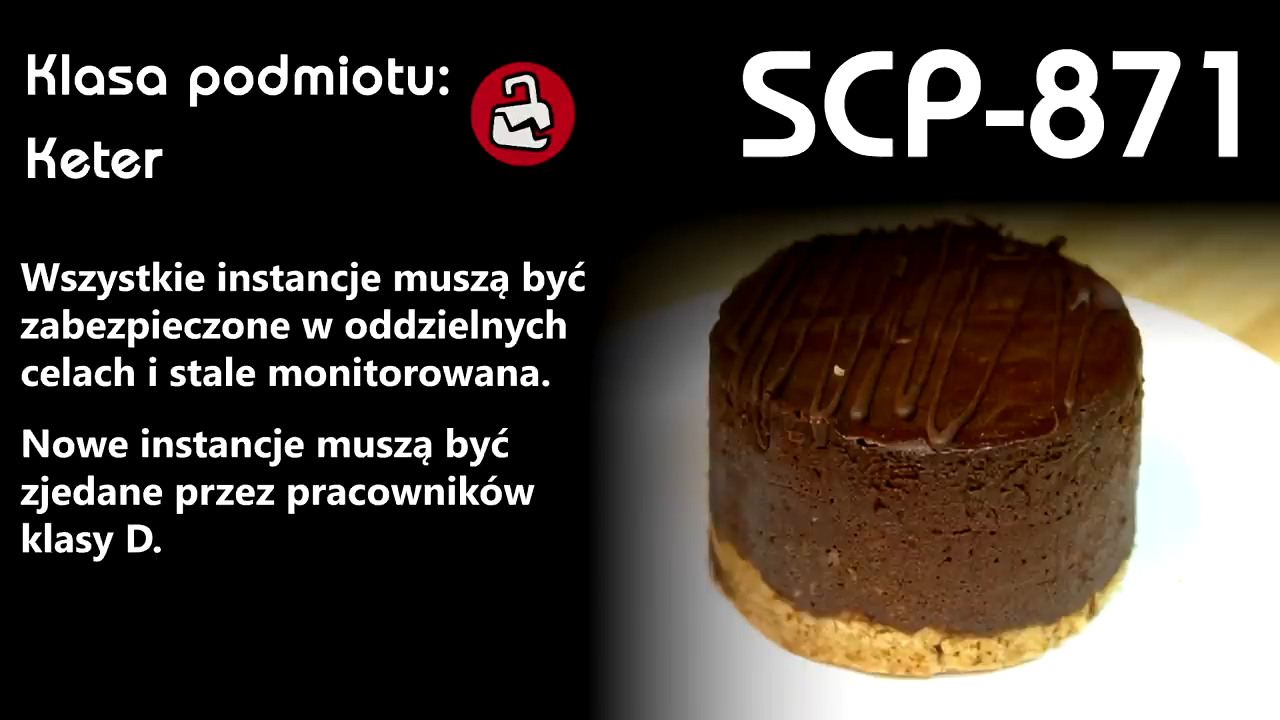 Klasa podmiotu:
Keter
SCP-871
Wszystkie instancje muszą być
zabezpieczone w oddzielnych
celach i stale monitorowana.
Nowe instancje muszą być
zjedane przez pracowników
klasy D.